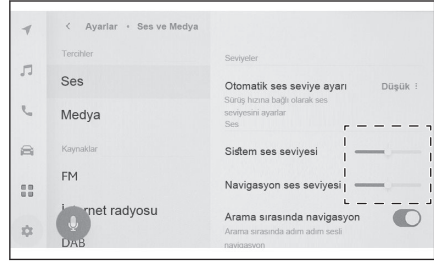 < Ayarlar • Ses ve Medya
Tercihler
Ses
Medya
Kaynaklar
FM
radyosu
DAB
Seviyeler
Otomatik ses seviye ayarı Düşük
Sürüş hızına bağlı olarak ses
seviyesini ayarlar
Ses
Sistem ses seviyesi
Navigasyon ses seviyesi
Arama sırasında navigasyon
Arama sırasında adım adım sesli
navigasyon